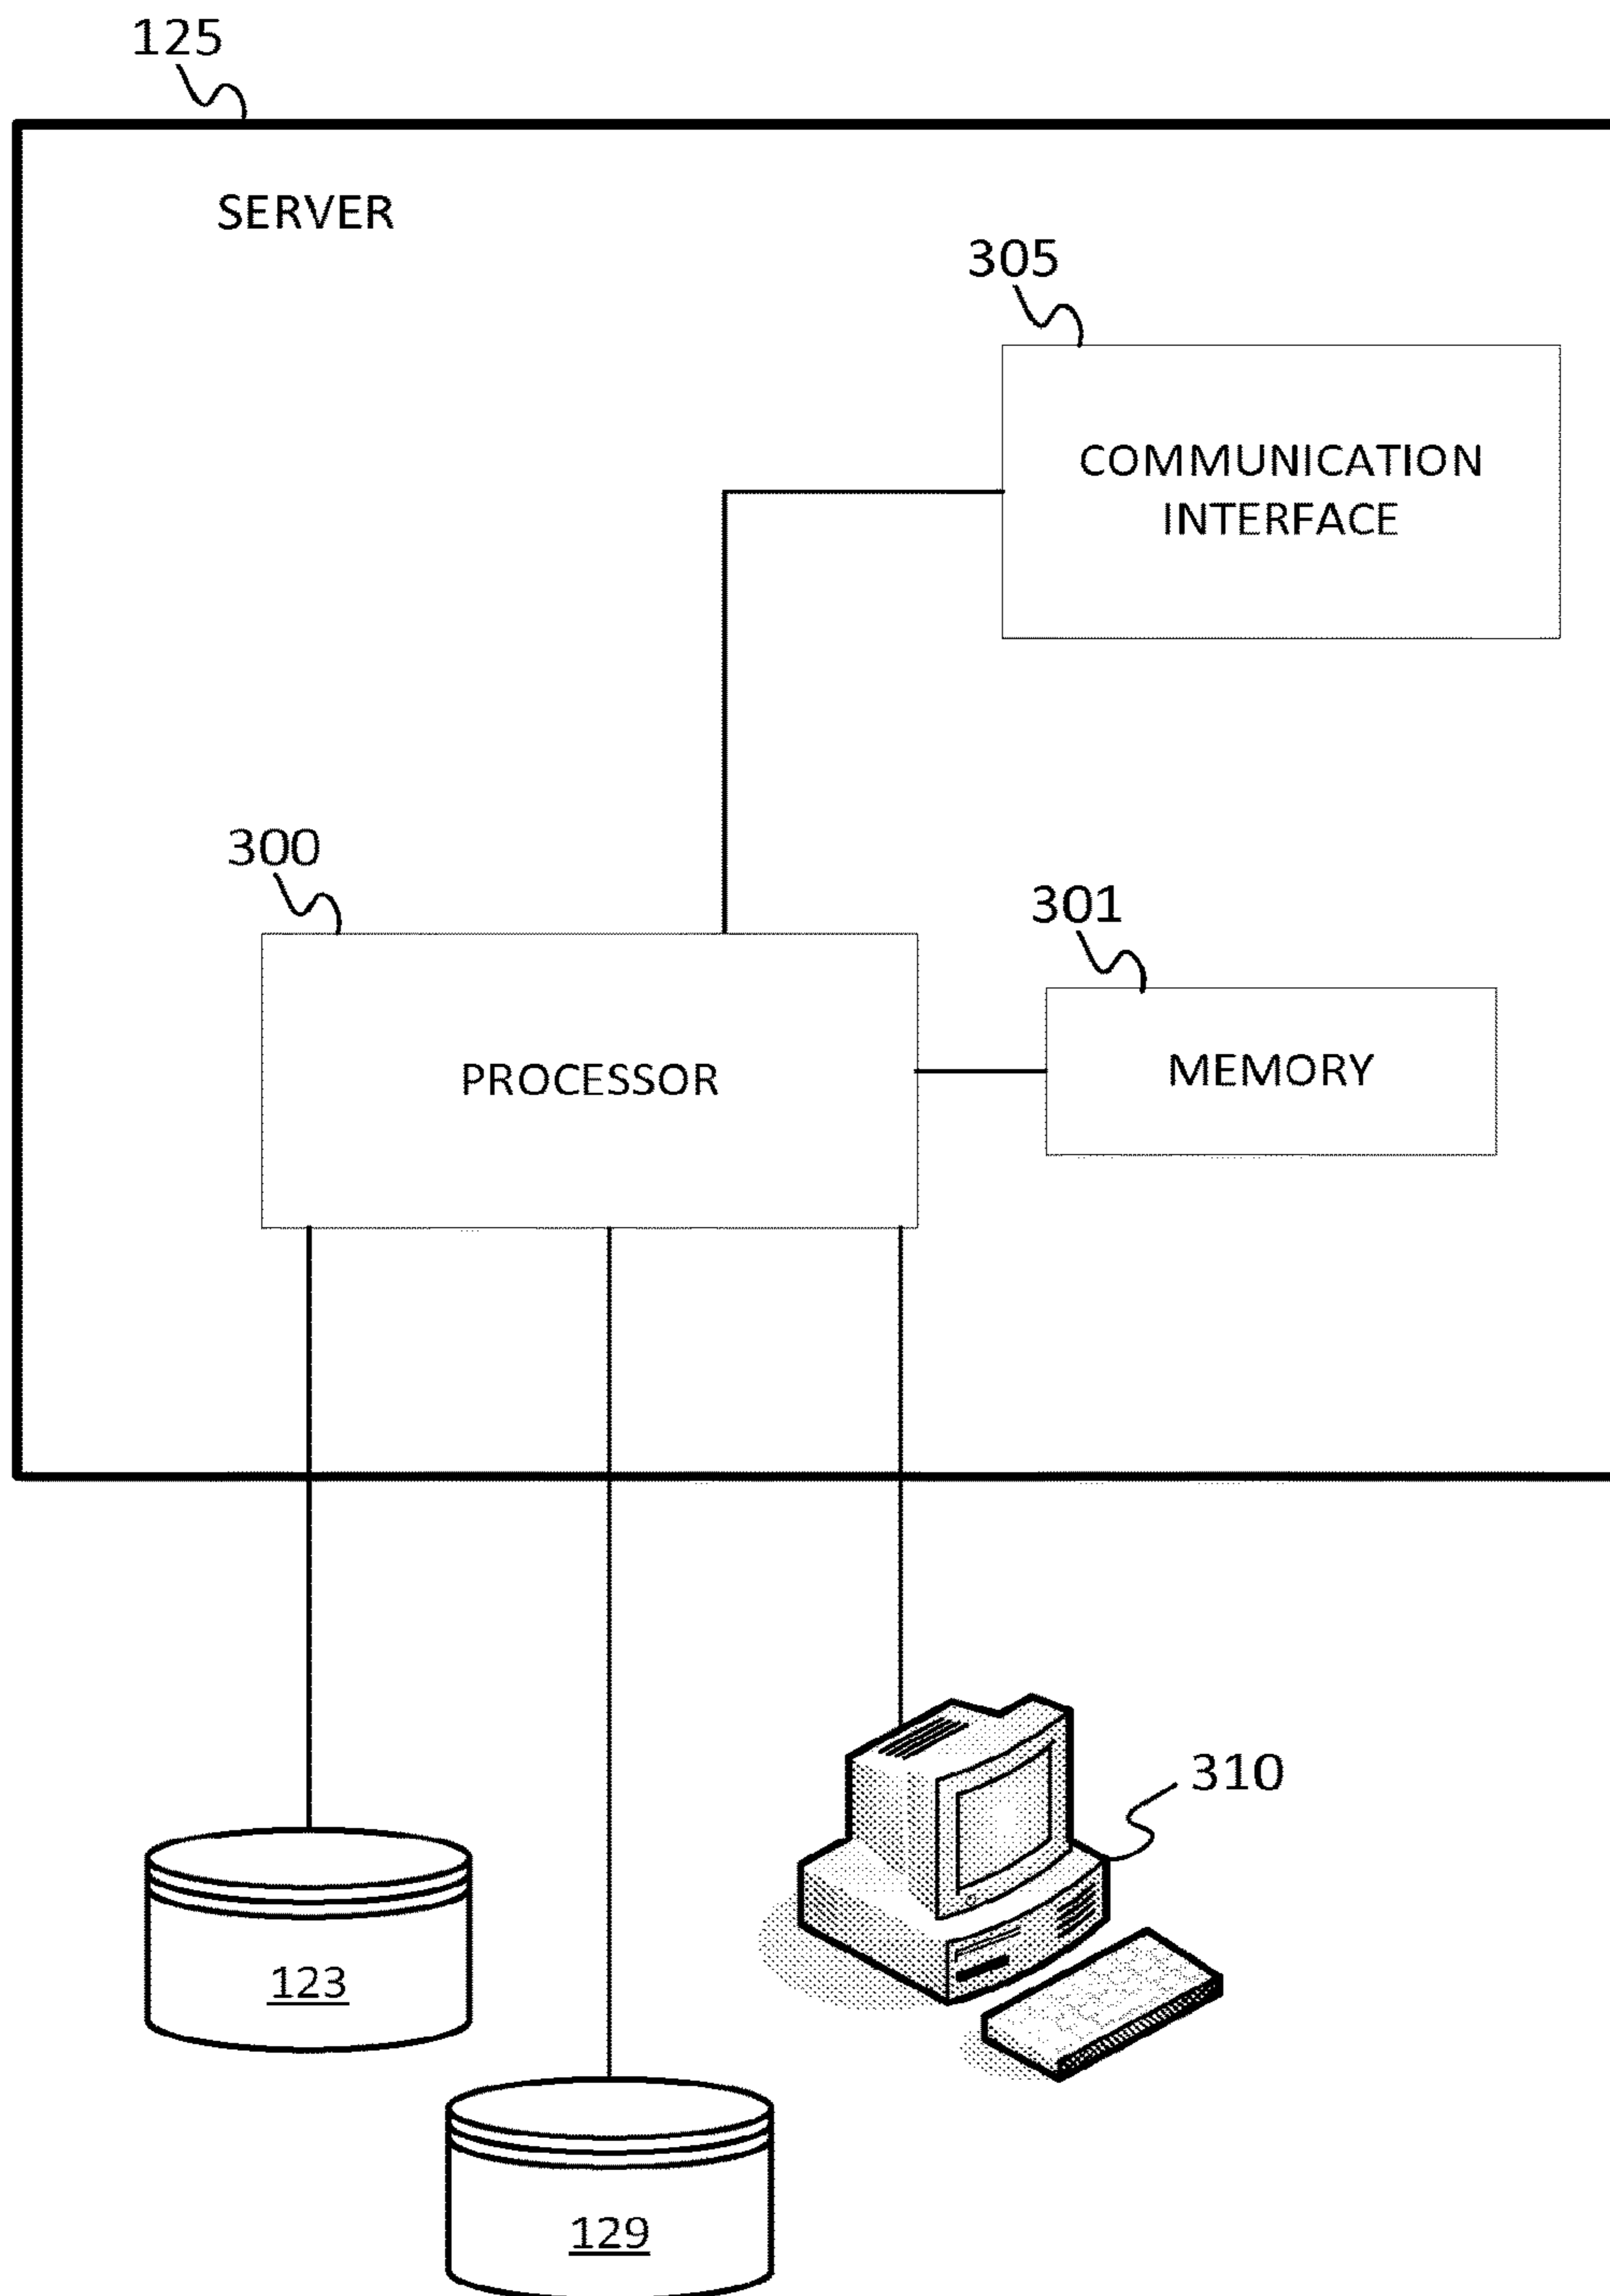 125
SERVER
305
COMMUNICATION
INTERFACE
300
301
PROCESSOR
MEMORY
310
123
129